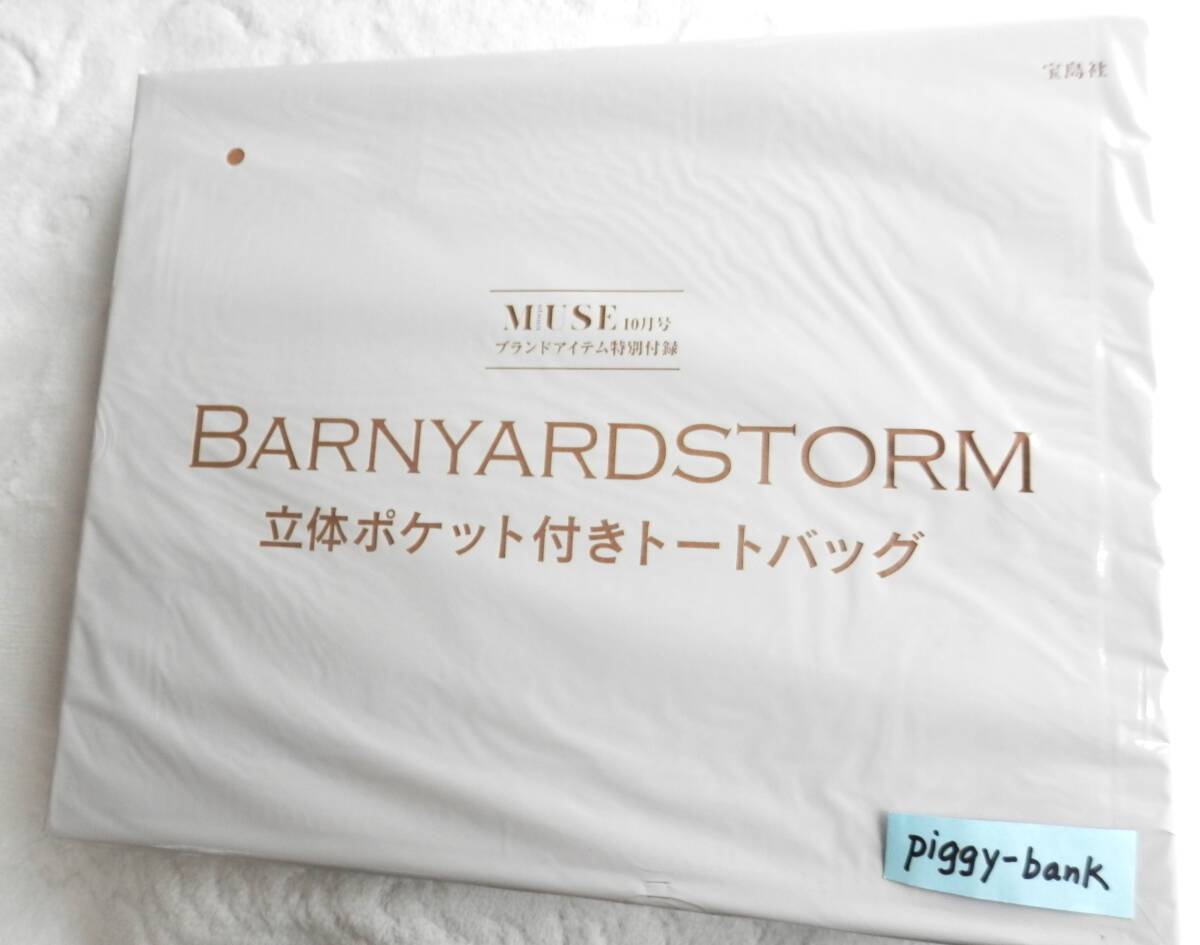 宝島社
MUSE 10月号
ブランドアイテム特別付録
BARNYARDSTORM
立体ポケット付きトートバッグ
piggy-bank